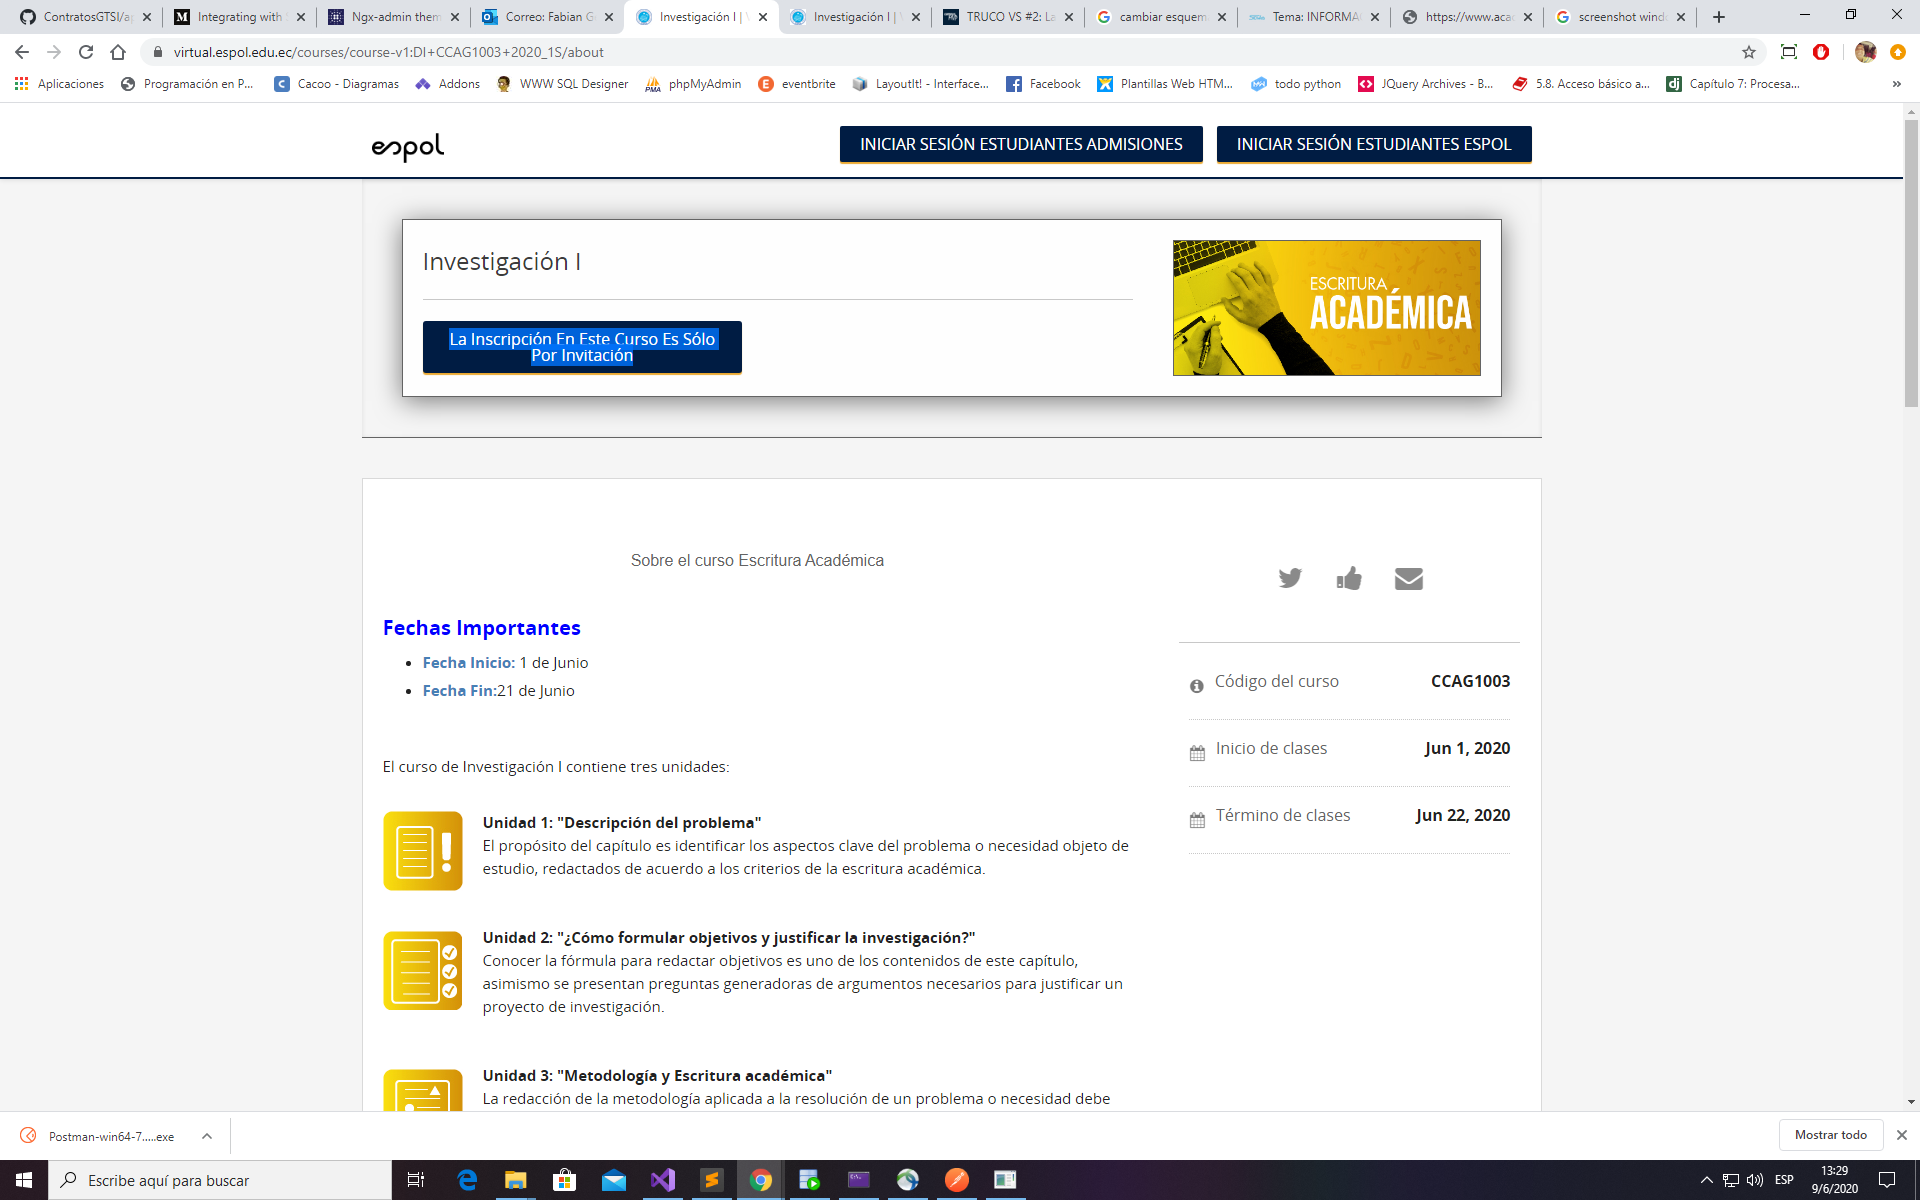 ContratosGTSI/a
Integrating with
Ngx-admin them
Correo: Fabian G
Investigación I |
Investigación I |
TRUCO VS #2: La
cambiar esquem
Tema: INFORMA
https://www.aca
screenshot wind
virtual.espol.edu.ec/courses/course-v1:DI+CCAG1003+2020_1S/about
Aplicaciones
Programación en P...
Cacoo - Diagramas
Addons
WWW SQL Designer
phpMyAdmin
eventbrite
LayoutIt! - Interface...
Facebook
Plantillas Web HTM...
todo python
JQuery Archives - B...
5.8. Acceso básico a...
Capítulo 7: Procesa...
»
espol
INICIAR SESIÓN ESTUDIANTES ADMISIONES
INICIAR SESIÓN ESTUDIANTES ESPOL
Investigación I
La Inscripción En Este Curso Es Sólo
Por Invitación
ESCRITURA
ACADÉMICA
Sobre el curso Escritura Académica
Fechas Importantes
• Fecha Inicio: 1 de Junio
• Fecha Fin:21 de Junio
El curso de Investigación I contiene tres unidades:
Código del curso CCAG1003
Inicio de clases Jun 1, 2020
Término de clases Jun 22, 2020
Unidad 1: "Descripción del problema"
El propósito del capítulo es identificar los aspectos clave del problema o necesidad objeto de
estudio, redactados de acuerdo a los criterios de la escritura académica.
Unidad 2: "¿Cómo formular objetivos y justificar la investigación?"
Conocer la fórmula para redactar objetivos es uno de los contenidos de este capítulo,
asimismo se presentan preguntas generadoras de argumentos necesarios para justificar un
proyecto de investigación.
Unidad 3: "Metodología y Escritura académica"
La redacción de la metodología aplicada a la resolución de un problema o necesidad debe
Postman-win64-7.....exe
Mostrar todo
Escribe aquí para buscar
ESP
13:29
9/6/2020